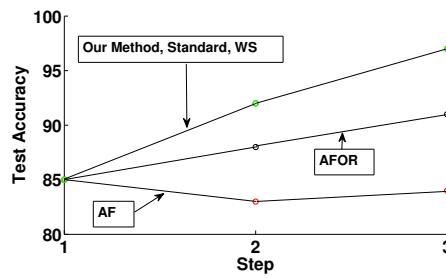 100
95
90
85
80
Test Accuracy
Our Method, Standard, WS
AFOR
AF
1
2
3
Step